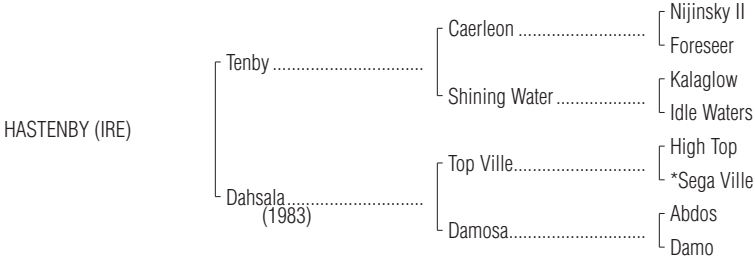 Nijinsky II
Caerleon ..............................
Foreseer
Tenby ...................................
Kalaglow
Shining Water .....................
Idle Waters
HASTENBY (IRE)
High Top
Top Ville...............................
*Sega Ville
Dahsala................................
(1983)
Abdos
Damosa................................
Damo